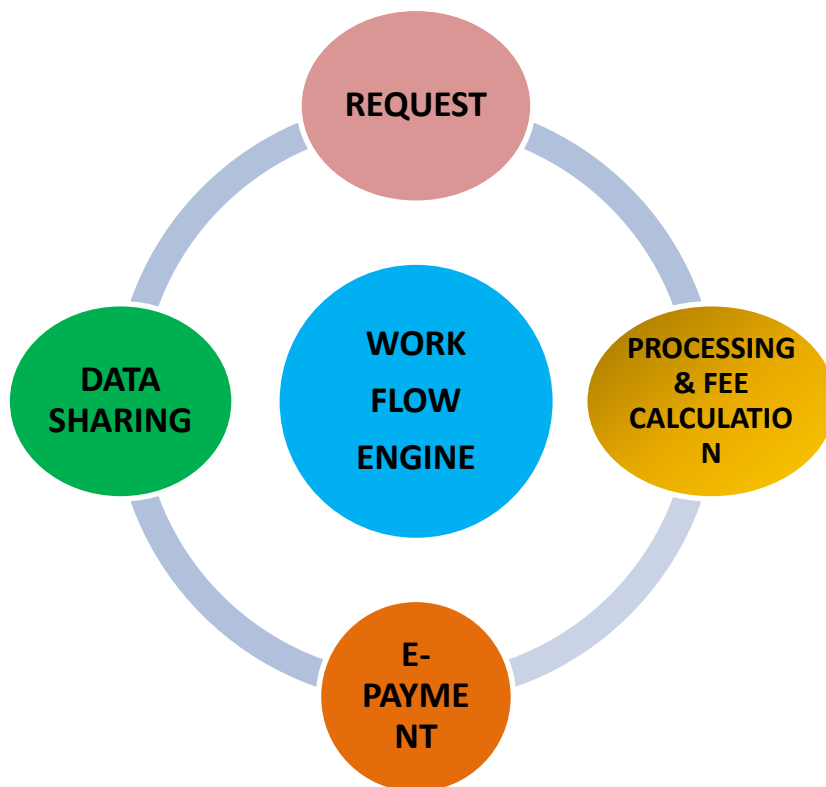 REQUEST
WORK
FLOW
ENGINE
PROCESSING
& FEE
CALCULATIO
N
E-
PAYME
NT
DATA
SHARING